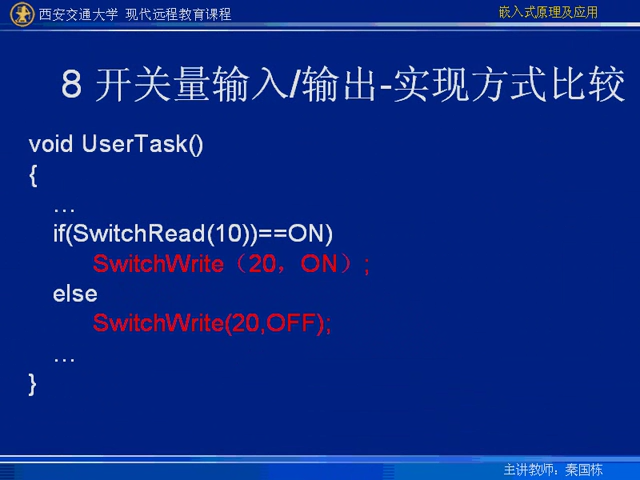 西安交通大学 现代远程教育课程
嵌入式原理及应用
8 开关量输入/输出-实现方式比较
void UserTask()
{
…
if(SwitchRead(10))==ON)
SwitchWrite（20，ON）;
else
SwitchWrite(20,OFF);
…
}
主讲教师：秦国栋